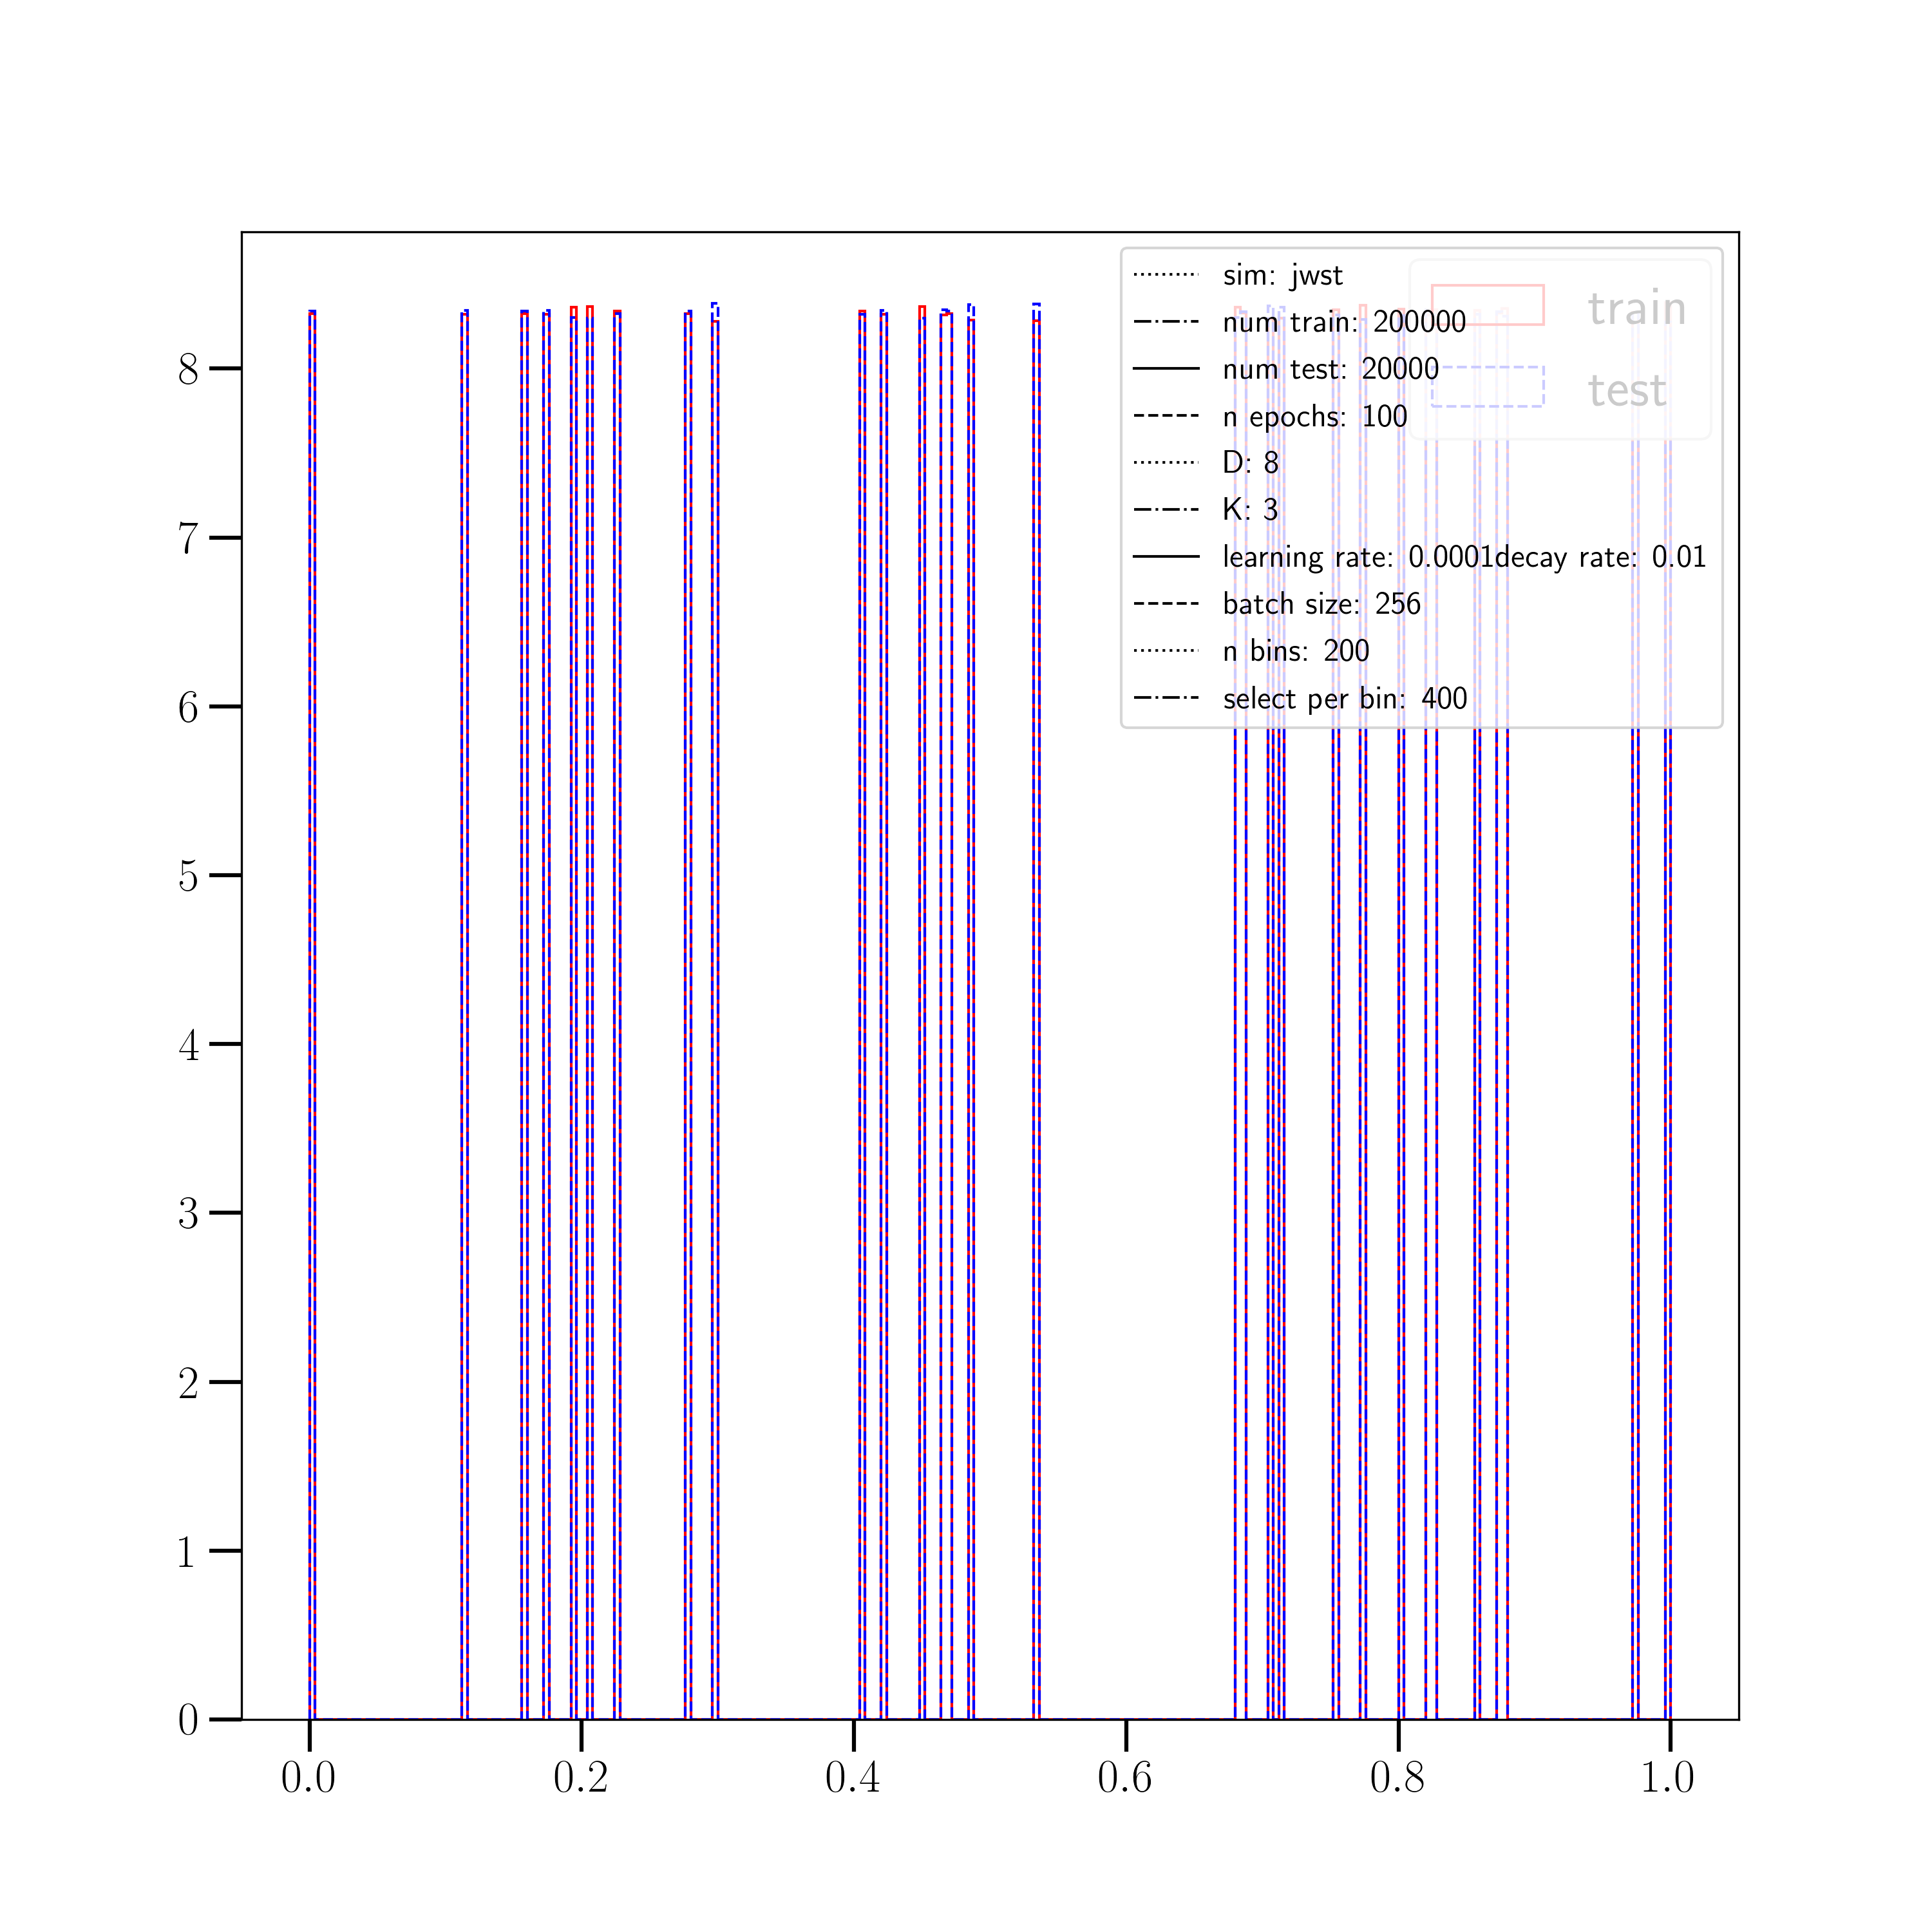 sim: jwst
num train: 200000
num test: 20000
n epochs: 100
D: 8
K: 3
learning rate: 0.0001decay rate: 0.01
batch size: 256
n bins: 200
select per bin: 400
train
test
8
7
6
5
4
3
2
1
0
0.0 0.2 0.4 0.6 0.8 1.0